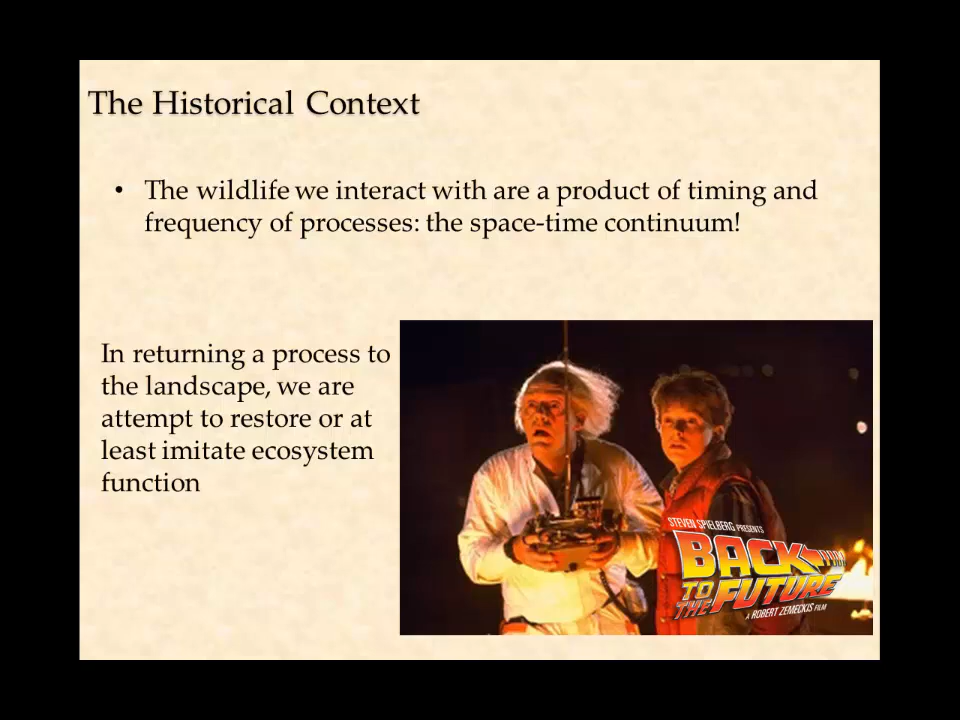 The Historical Context
• The wildlife we interact with are a product of timing and
frequency of processes: the space-time continuum!
In returning a process to
the landscape, we are
attempt to restore or at
least imitate ecosystem
function
STEVEN SPIELBERG PRESENTS
BACK
TO
THE FUTURE
A ROBERT ZEMECKIS FILM